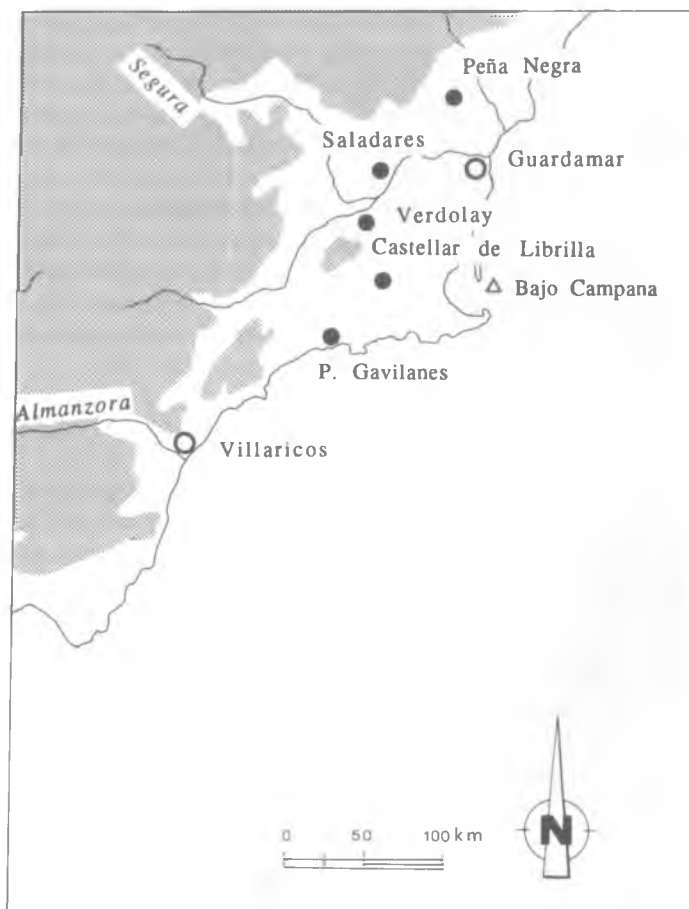 Peña Negra
Segura
Saladares
Guardamar
Verdolay
Castellar de Librilla
Bajo Campana
P. Gavilanes
Almanzora
Villaricos
N
0 50 100 km